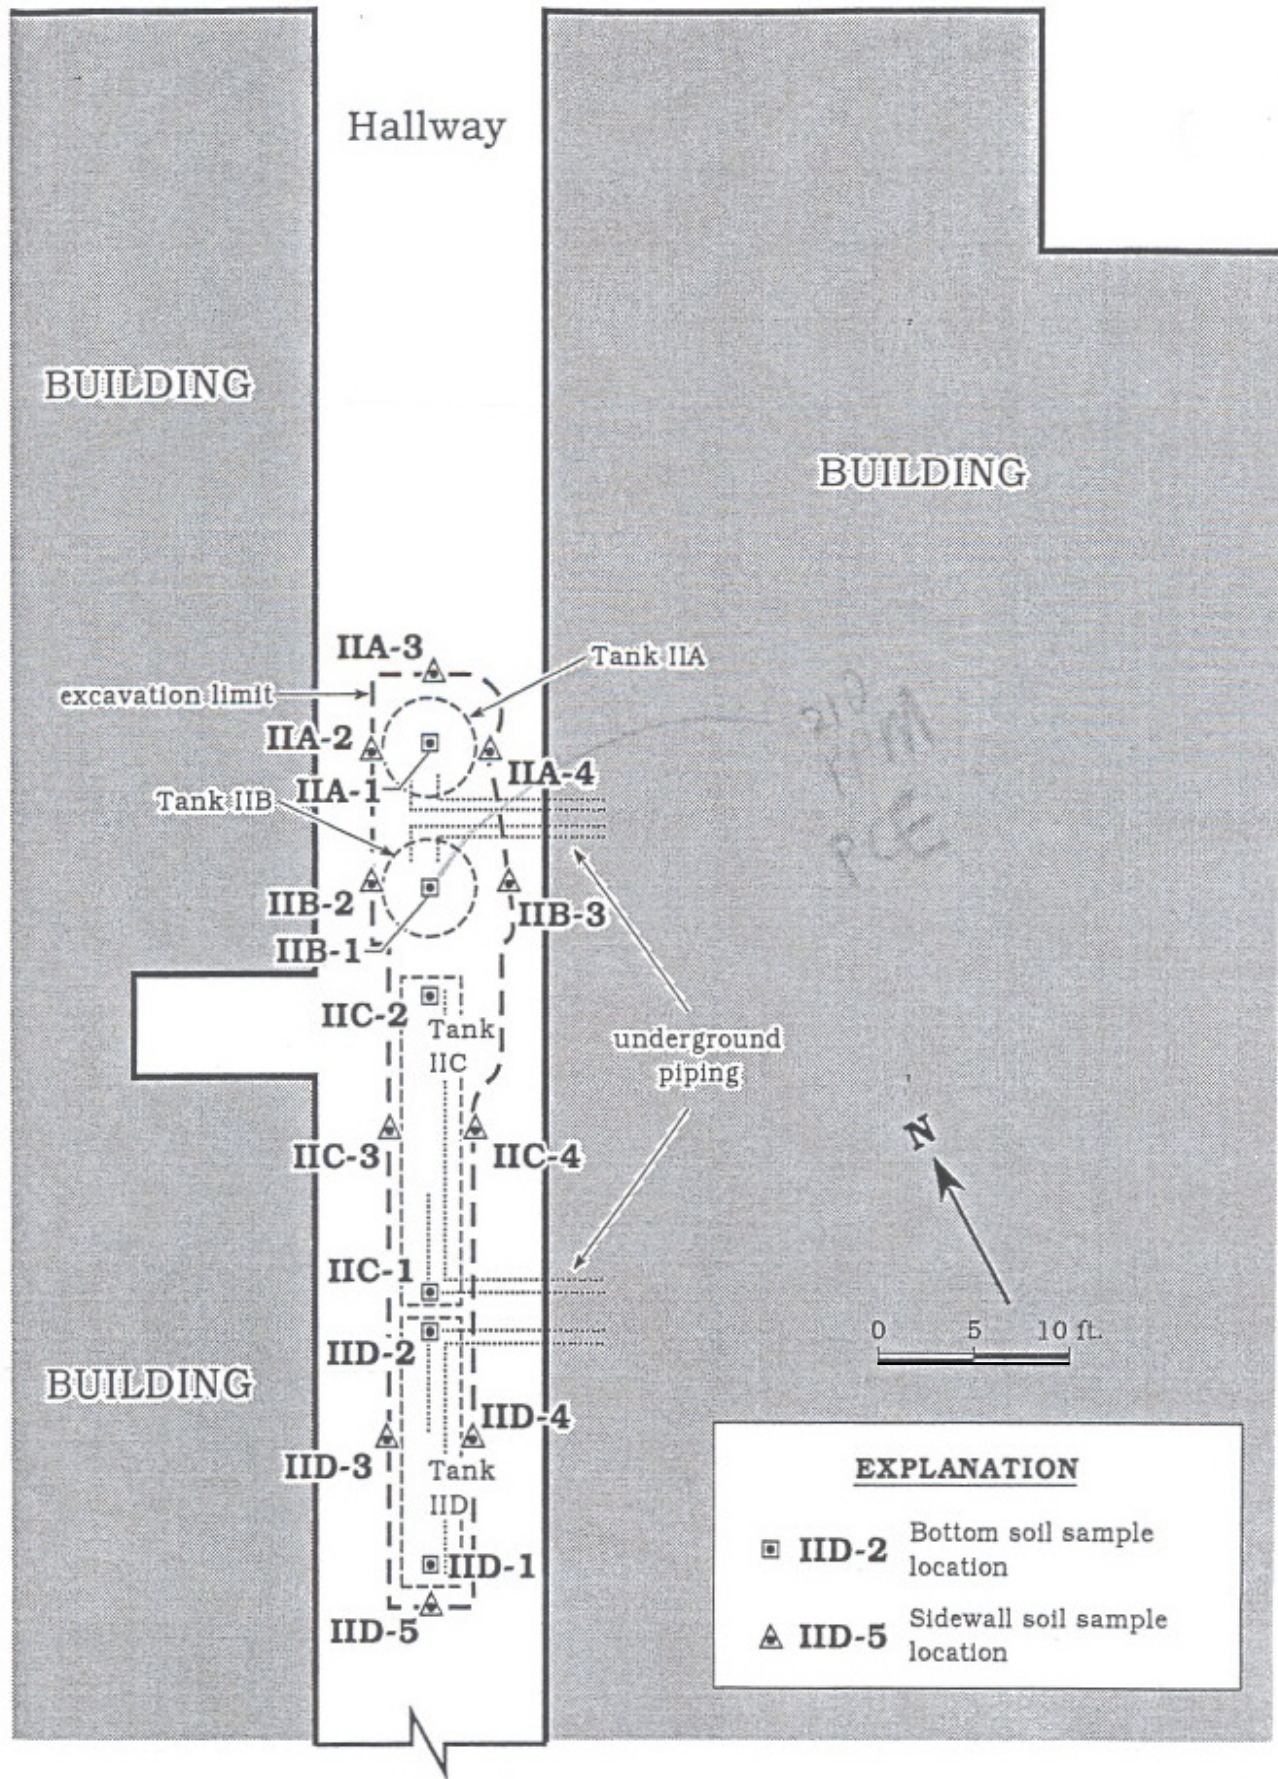 Hallway
BUILDING
BUILDING
IIA-3
Tank IIA
excavation limit
IIA-2
IIA-4
IIA-1
Tank IIB
PCE
IIB-2
IIB-3
IIB-1
IIC-2
Tank
IIC
underground
piping
N
IIC-3
IIC-4
IIC-1
0 5 10 ft.
IID-2
BUILDING
IID-4
IID-3
Tank
IID
IID-1
IID-5
EXPLANATION
IID-2 Bottom soil sample
location
IID-5 Sidewall soil sample
location